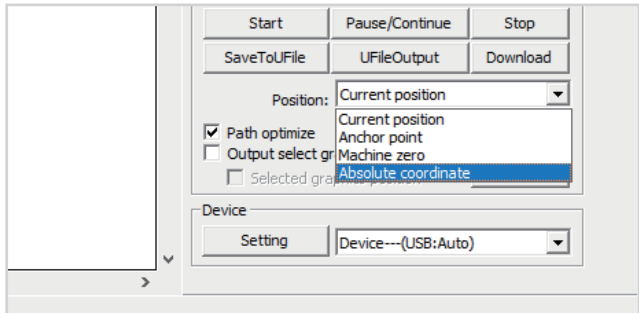 Start Pause/Continue Stop
SaveToUFile UFileOutput Download
Position: Current position
Current position
Path optimize Anchor point
Output select gr Machine zero
Selected gra Absolute coordinate
Device
Setting Device---(USB:Auto)